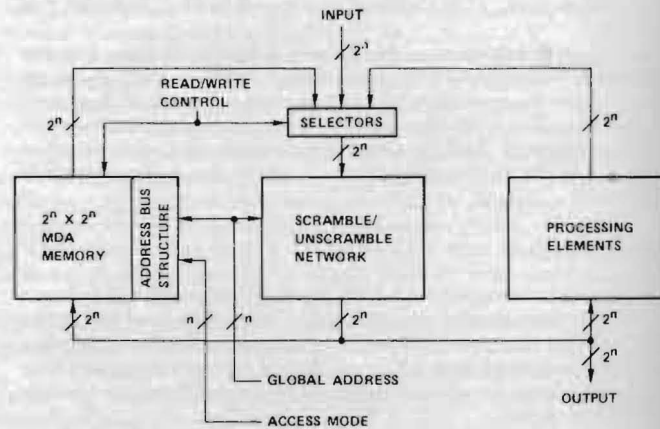 INPUT
2ⁿ
READ/WRITE
CONTROL
2ⁿ
SELECTORS
2ⁿ
2ⁿ
2ⁿ X 2ⁿ
MDA
MEMORY
ADDRESS BUS
STRUCTURE
SCRAMBLE/
UNSCRAMBLE
NETWORK
PROCESSING
ELEMENTS
2ⁿ
n
n
2ⁿ
2ⁿ
2ⁿ
GLOBAL ADDRESS
OUTPUT
ACCESS MODE